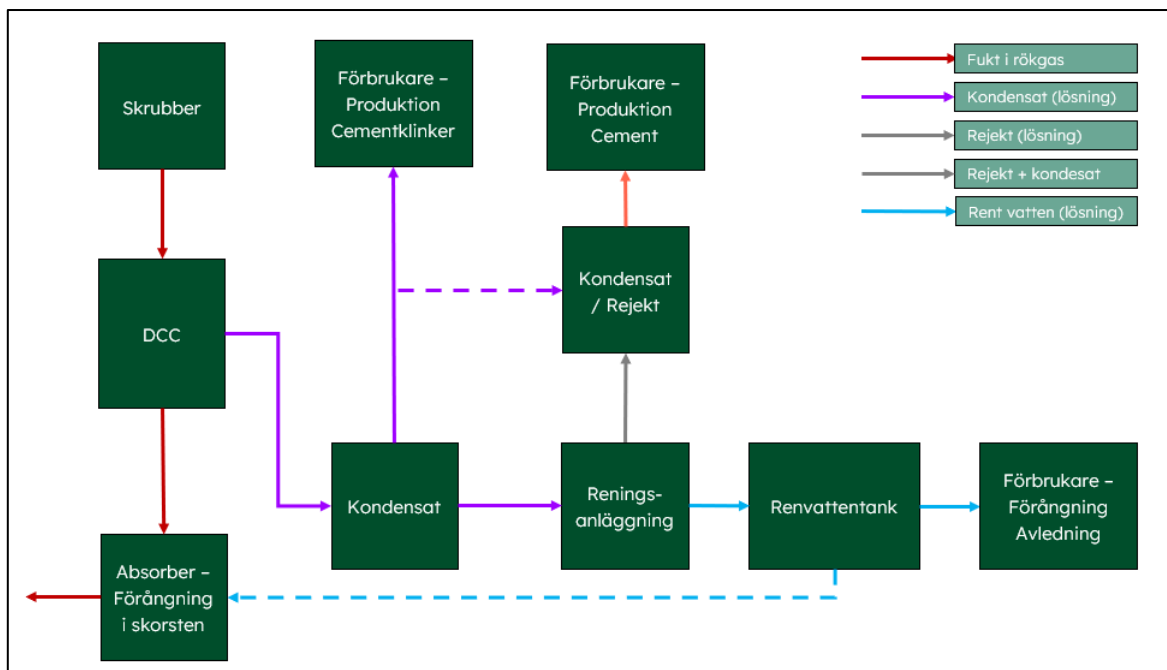 Skrubber
Förbrukare –
Produktion
Cementklinker
Förbrukare –
Produktion
Cement
Fukt i rökgas
Kondensat (lösning)
Rejekt (lösning)
Rejekt + kondesat
Rent vatten (lösning)
DCC
Kondensat
/ Rejekt
Kondensat
Renings-
anläggning
Renvattentank
Förbrukare –
Förångning
Avledning
Absorber –
Förångning
i skorsten